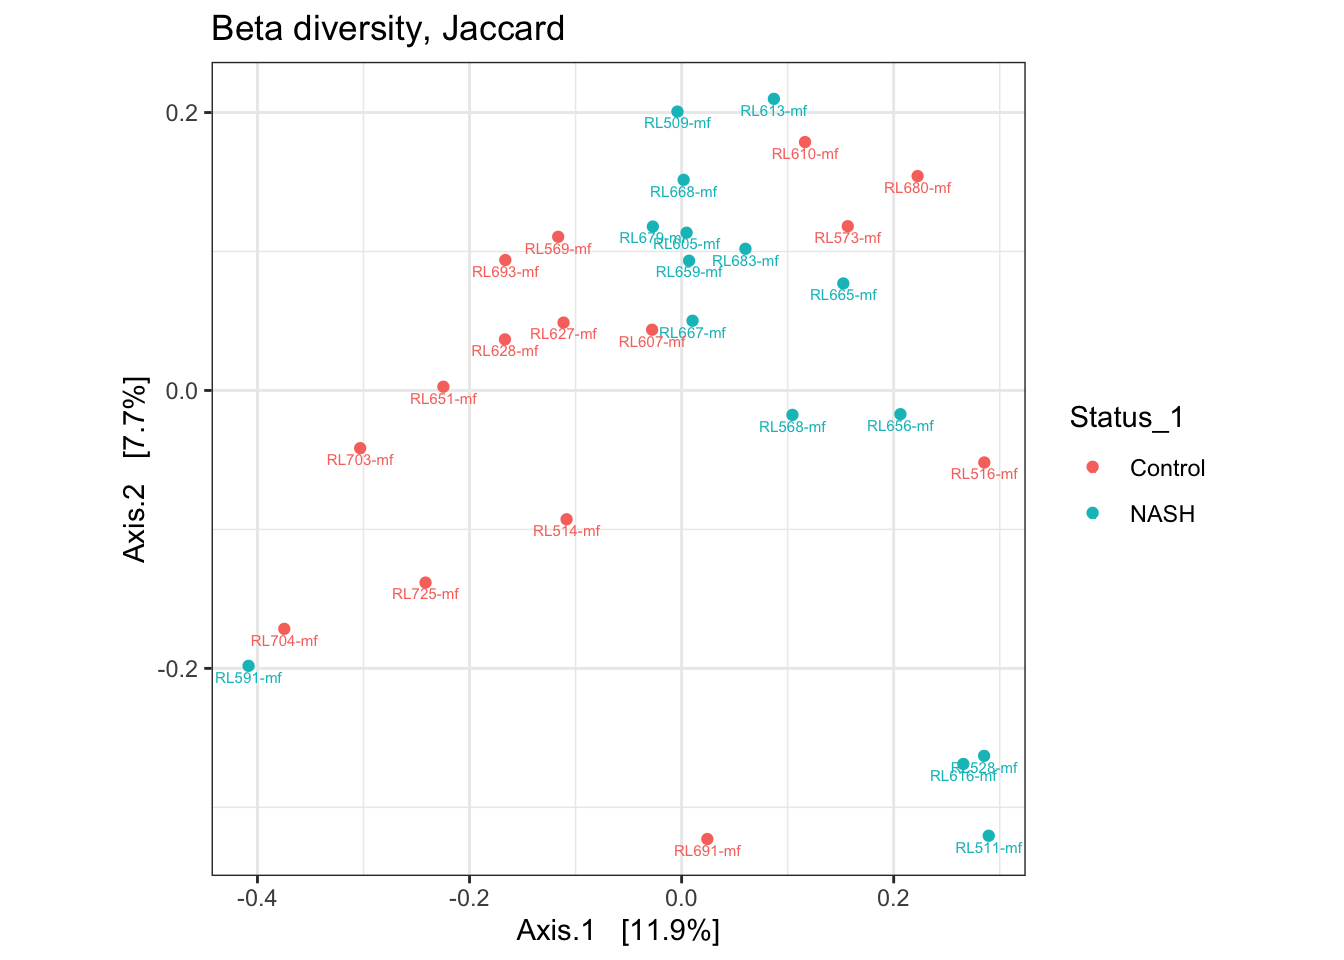 Beta diversity, Jaccard
0.2
0.0
-0.2
Axis.2 [7.7%]
RL613-mf
RL509-mf
RL610-mf
RL680-mf
RL668-mf
RL679-mf
RL605-mf
RL573-mf
RL569-mf
RL683-mf
RL693-mf
RL659-mf
RL665-mf
RL627-mf
RL667-mf
RL607-mf
RL628-mf
RL651-mf
RL568-mf
RL656-mf
RL703-mf
RL516-mf
RL514-mf
RL725-mf
RL704-mf
RL591-mf
RL528-mf
RL616-mf
RL691-mf
RL511-mf
-0.4
-0.2
0.0
0.2
Axis.1 [11.9%]
Status_1
Control
NASH